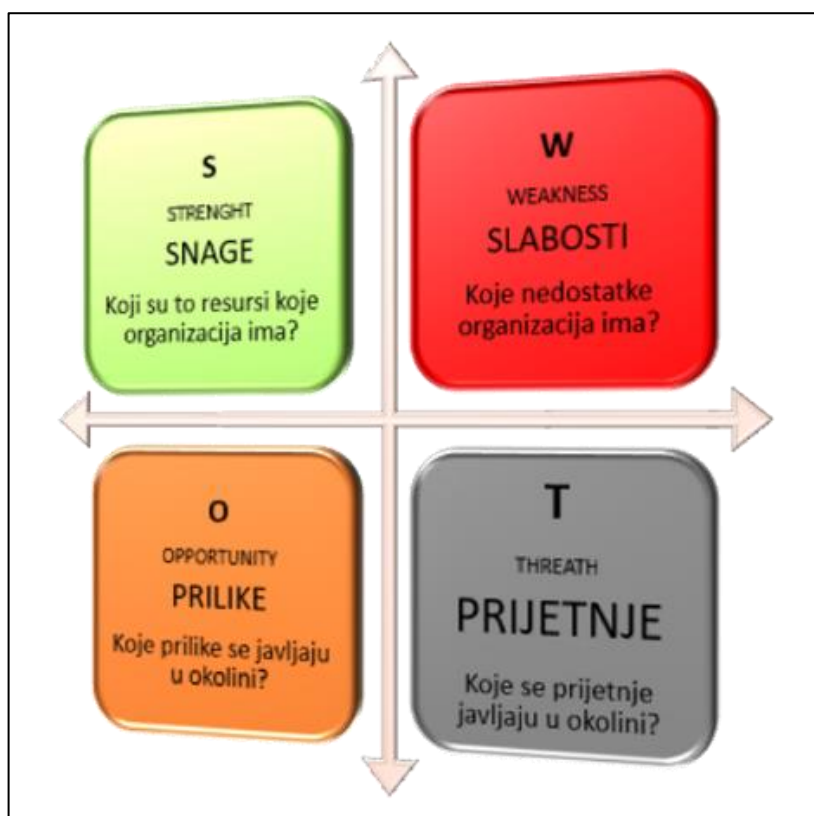 S
STRENGHT
SNAGE
Koji su to resursi koje
organizacija ima?
W
WEAKNESS
SLABOSTI
Koje nedostatke
organizacija ima?
O
OPPORTUNITY
PRILIKE
Koje prilike se javljaju
u okolini?
T
THREATH
PRIJETNJE
Koje se prijetnje
javljaju u okolini?